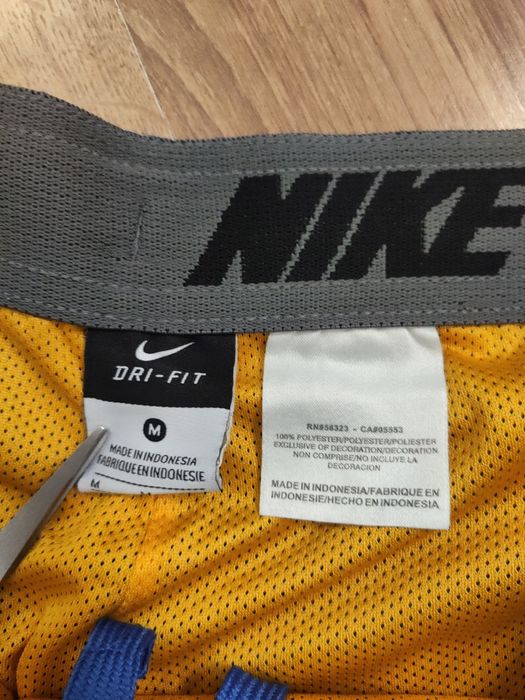 NIKE
DRI-FIT
M
MADE IN INDONESIA
FABRIQUE EN INDONESIE
M
RN#56323 - CA#05553
100% POLYESTER/POLYESTER/POLIESTER
EXCLUSIVE OF DECORATION/DECORATION
NON COMPRISE/NO INCLUYE LA
DECORACION
MADE IN INDONESIA/FABRIQUE EN
INDONESIE/HECHO EN INDONESIA